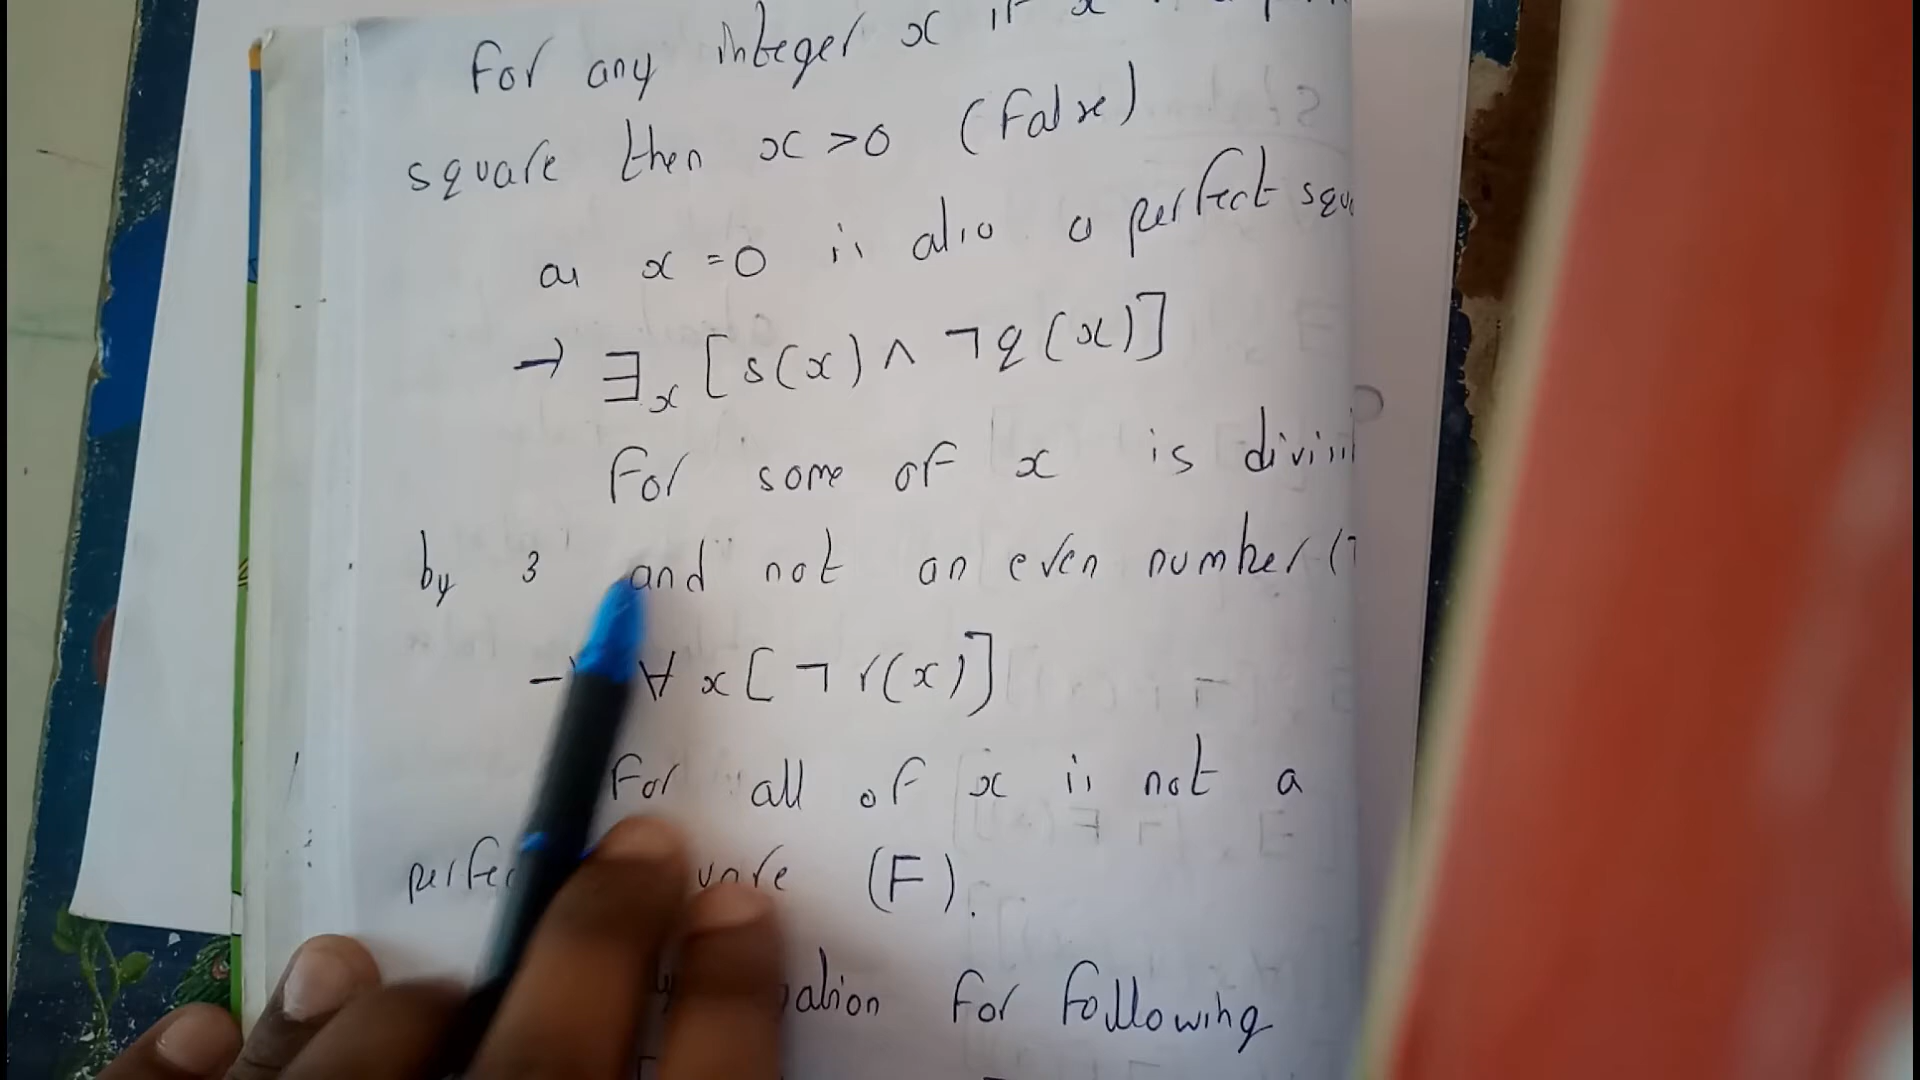 For any integer x if x
square then x > 0 (False)
as x = 0 is also a perfect
→ ∃x [s(x) ∧ ¬q(x)]
For some of x is
by 3 and not an even number (T
→ ∀x[¬r(x)]
For all of x is not a
(F).
for following